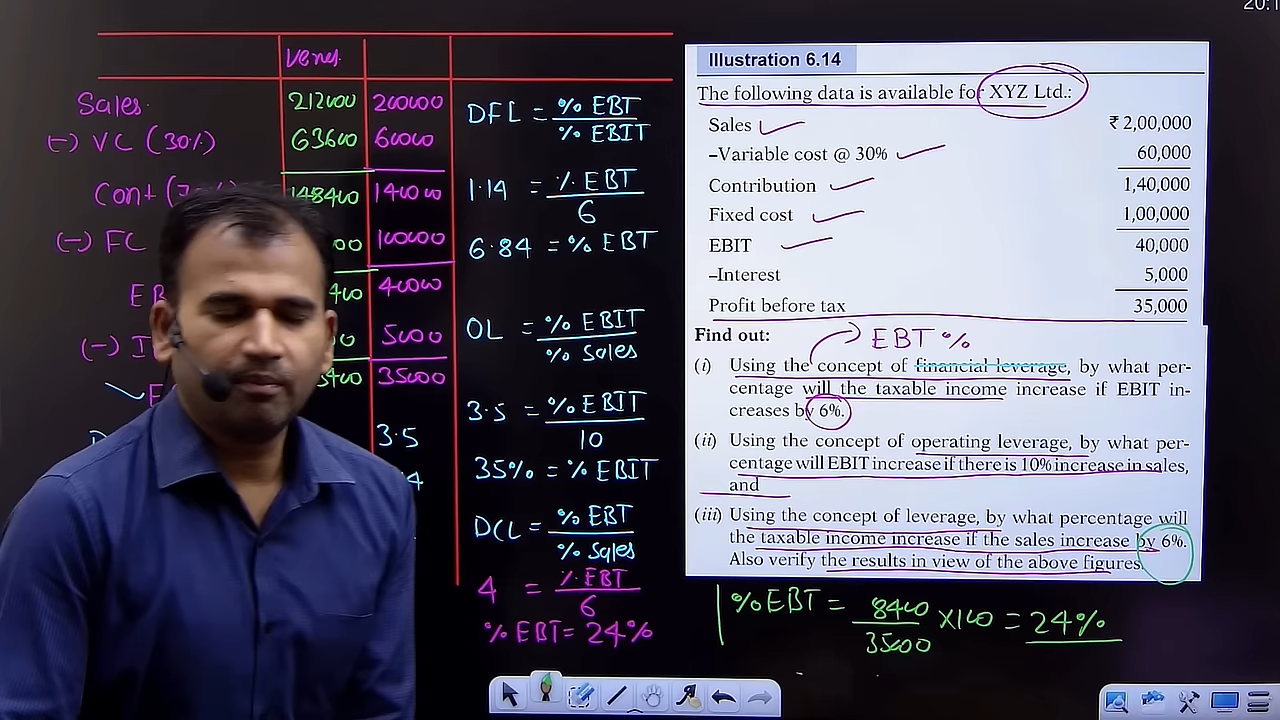 20:1
Veres.
Sales 212000 200000
(-) VC (30%) 63600 60000
Cont 148400 140000
(-) FC 100000
40000
(-) I 5000
35000
3.5
DFL = % EBT
% EBIT
1.14 = % EBT
6
6.84 = % EBT
OL = % EBIT
% Sales
3.5 = % EBIT
10
35% = % EBIT
DCL = % EBT
% Sales
4 = % EBT
6
% EBT = 24%
Illustration 6.14
The following data is available for XYZ Ltd.:
Sales ₹ 2,00,000
–Variable cost @ 30% 60,000
Contribution 1,40,000
Fixed cost 1,00,000
EBIT 40,000
–Interest 5,000
Profit before tax 35,000
Find out: EBT %
(i) Using the concept of financial leverage, by what per-
centage will the taxable income increase if EBIT in-
creases by 6%.
(ii) Using the concept of operating leverage, by what per-
centage will EBIT increase if there is 10% increase in sales,
and
(iii) Using the concept of leverage, by what percentage will
the taxable income increase if the sales increase by 6%.
Also verify the results in view of the above figures.
% EBT = 8400
35000 × 100 = 24%